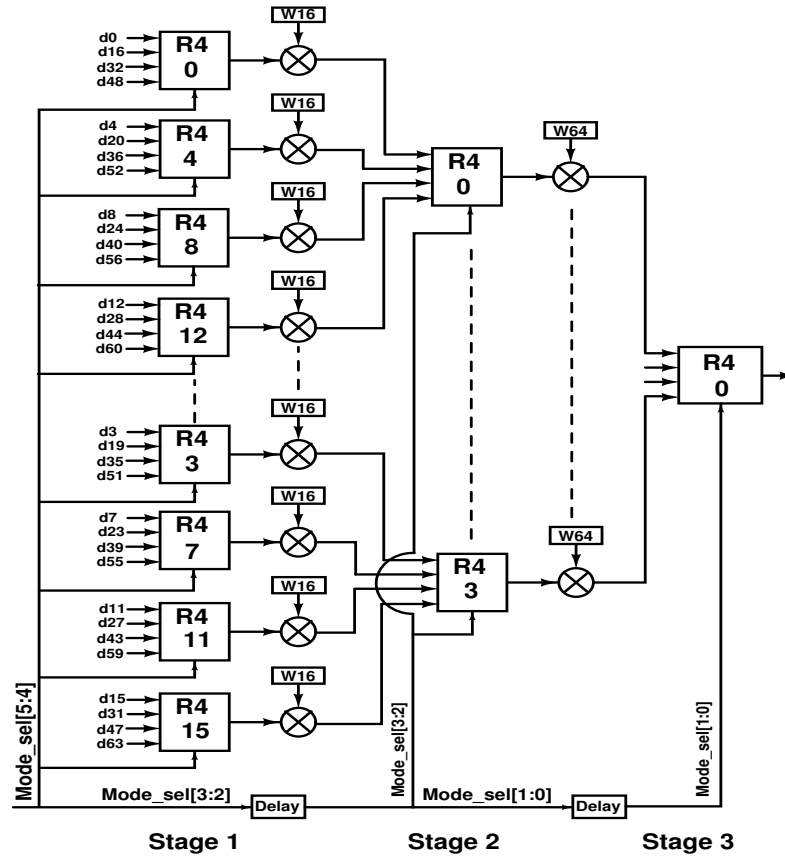 W16
d0
d16
d32
d48
R4
0
W16
d4
d20
d36
d52
R4
4
W16
d8
d24
d40
d56
R4
8
W16
d12
d28
d44
d60
R4
12
W16
d3
d19
d35
d51
R4
3
W16
d7
d23
d39
d55
R4
7
W16
d11
d27
d43
d59
R4
11
W16
d15
d31
d47
d63
R4
15
R4
0
W64
R4
3
W64
R4
0
Mode_sel[5:4]
Mode_sel[3:2]
Delay
Mode_sel[3:2]
Mode_sel[1:0]
Delay
Mode_sel[1:0]
Stage 1
Stage 2
Stage 3